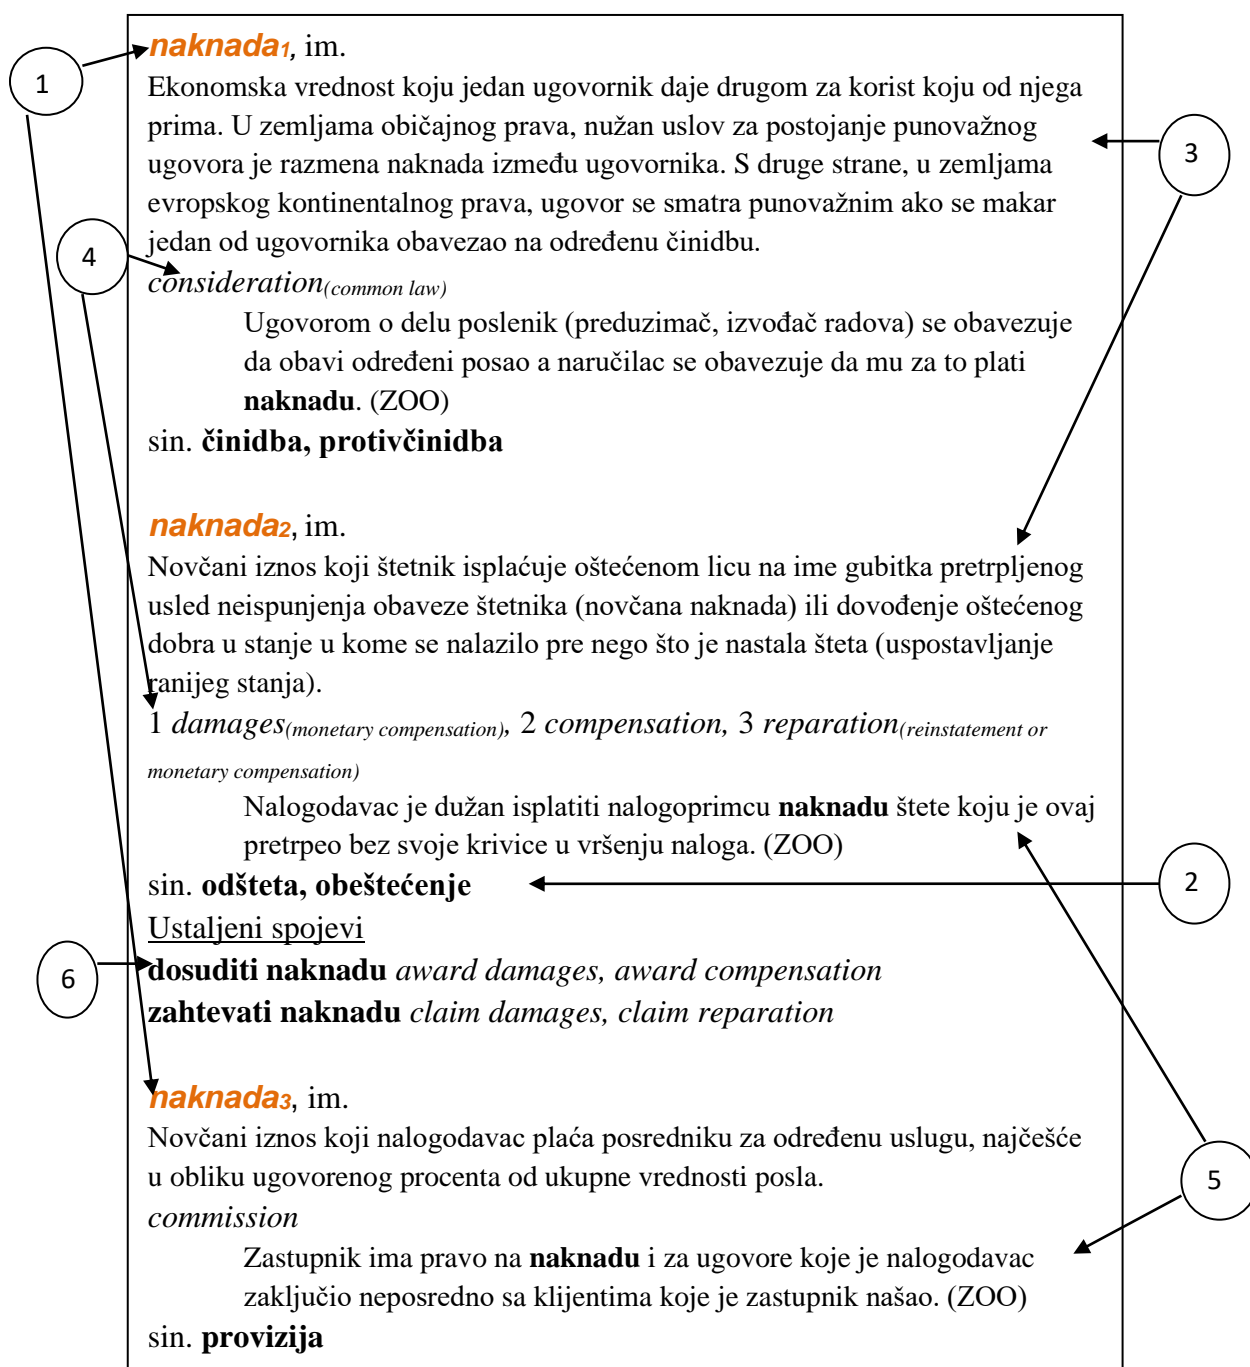 naknada1, im.
1
Ekonomska vrednost koju jedan ugovornik daje drugom za korist koju od njega
prima. U zemljama običajnog prava, nužan uslov za postojanje punovažnog
3
ugovora je razmena naknada između ugovornika. S druge strane, u zemljama
evropskog kontinentalnog prava, ugovor se smatra punovažnim ako se makar
jedan od ugovornika obavezao na određenu činidbu.
4
consideration(common law)
Ugovorom o delu poslenik (preduzimač, izvođač radova) se obavezuje
da obavi određeni posao a naručilac se obavezuje da mu za to plati
naknadu. (ZOO)
sin. činidba, protivčinidba
naknada2, im.
Novčani iznos koji štetnik isplaćuje oštećenom licu na ime gubitka pretrpljenog
usled neispunjenja obaveze štetnika (novčana naknada) ili dovođenje oštećenog
dobra u stanje u kome se nalazilo pre nego što je nastala šteta (uspostavljanje
ranijeg stanja).
1 damages(monetary compensation), 2 compensation, 3 reparation(reinstatement or
monetary compensation)
Nalogodavac je dužan isplatiti nalogoprimcu naknadu štete koju je ovaj
pretrpeo bez svoje krivice u vršenju naloga. (ZOO)
sin. odšteta, obeštećenje
2
Ustaljeni spojevi
6
dosuditi naknadu award damages, award compensation
zahtevati naknadu claim damages, claim reparation
naknada3, im.
Novčani iznos koji nalogodavac plaća posredniku za određenu uslugu, najčešće
u obliku ugovorenog procenta od ukupne vrednosti posla.
5
commission
Zastupnik ima pravo na naknadu i za ugovore koje je nalogodavac
zaključio neposredno sa klijentima koje je zastupnik našao. (ZOO)
sin. provizija